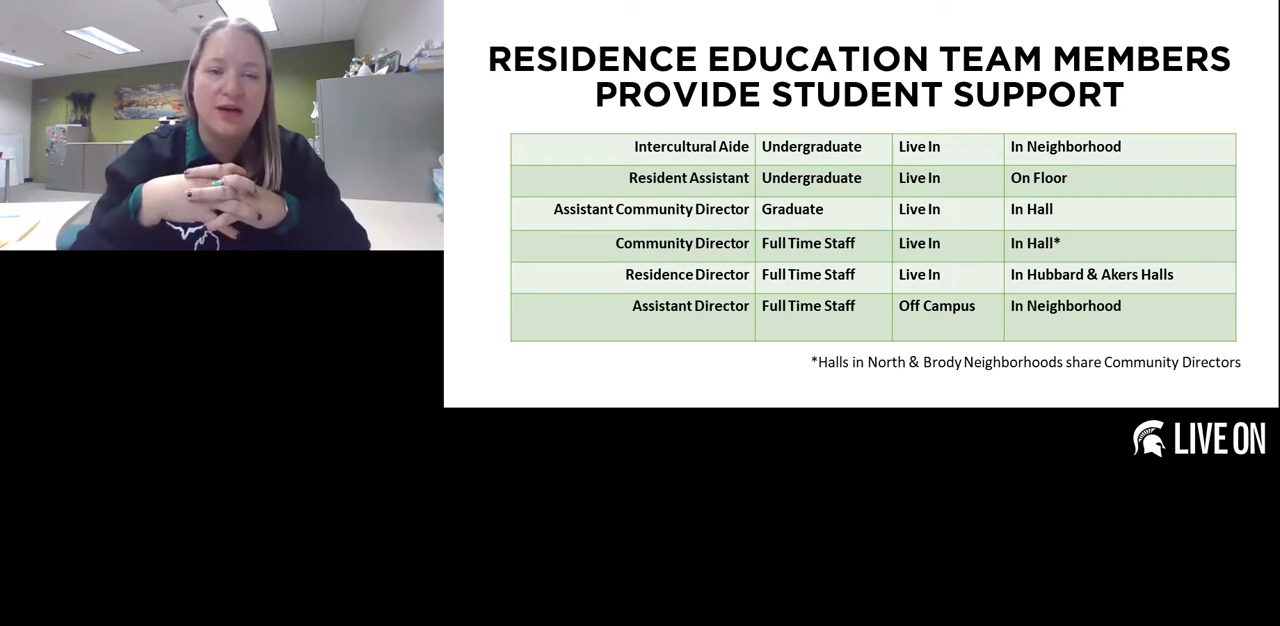 RESIDENCE EDUCATION TEAM MEMBERS
PROVIDE STUDENT SUPPORT
Intercultural Aide Undergraduate Live In In Neighborhood
Resident Assistant Undergraduate Live In On Floor
Assistant Community Director Graduate Live In In Hall
Community Director Full Time Staff Live In In Hall*
Residence Director Full Time Staff Live In In Hubbard & Akers Halls
Assistant Director Full Time Staff Off Campus In Neighborhood
*Halls in North & Brody Neighborhoods share Community Directors
LIVE ON